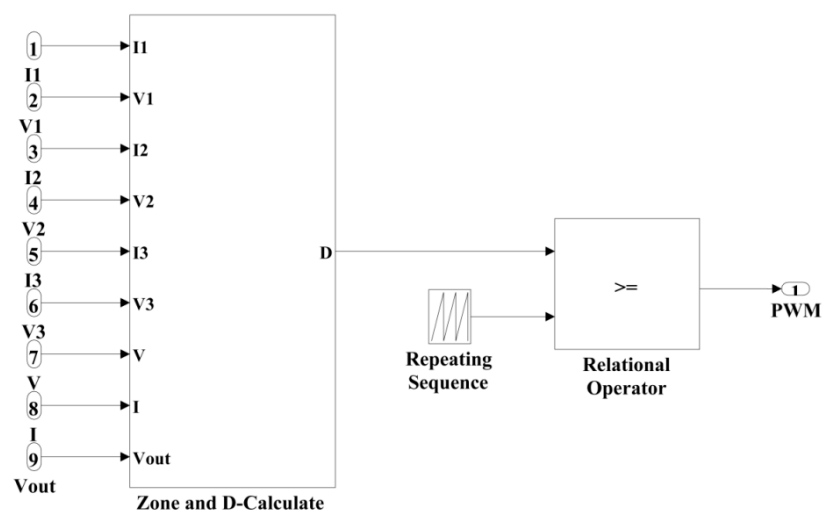 1
I1
I1
2
V1
V1
3
I2
I2
4
V2
V2
5
I3
D
>=
1
I3
6
V3
PWM
V3
7
V
Repeating
Sequence
Relational
Operator
V
8
I
I
9
Vout
Vout
Zone and D-Calculate